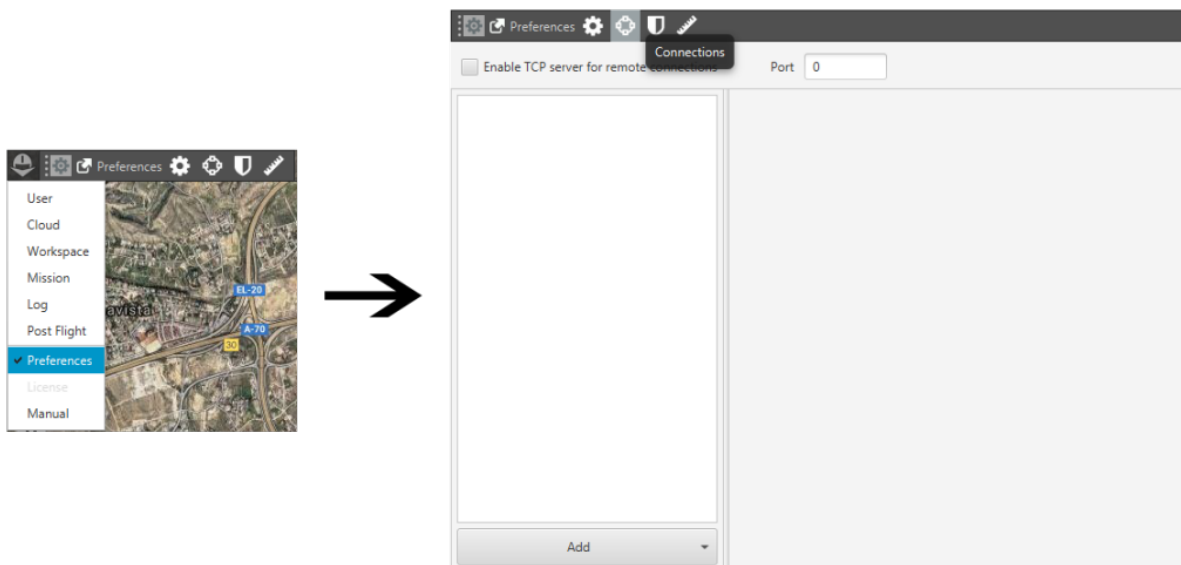 Preferences
User
Cloud
Workspace
Mission
Log
Post Flight
Preferences
License
Manual
EL-20
avista
A-70
30
Preferences
Connections
Enable TCP server for remote connections
Port 0
Add